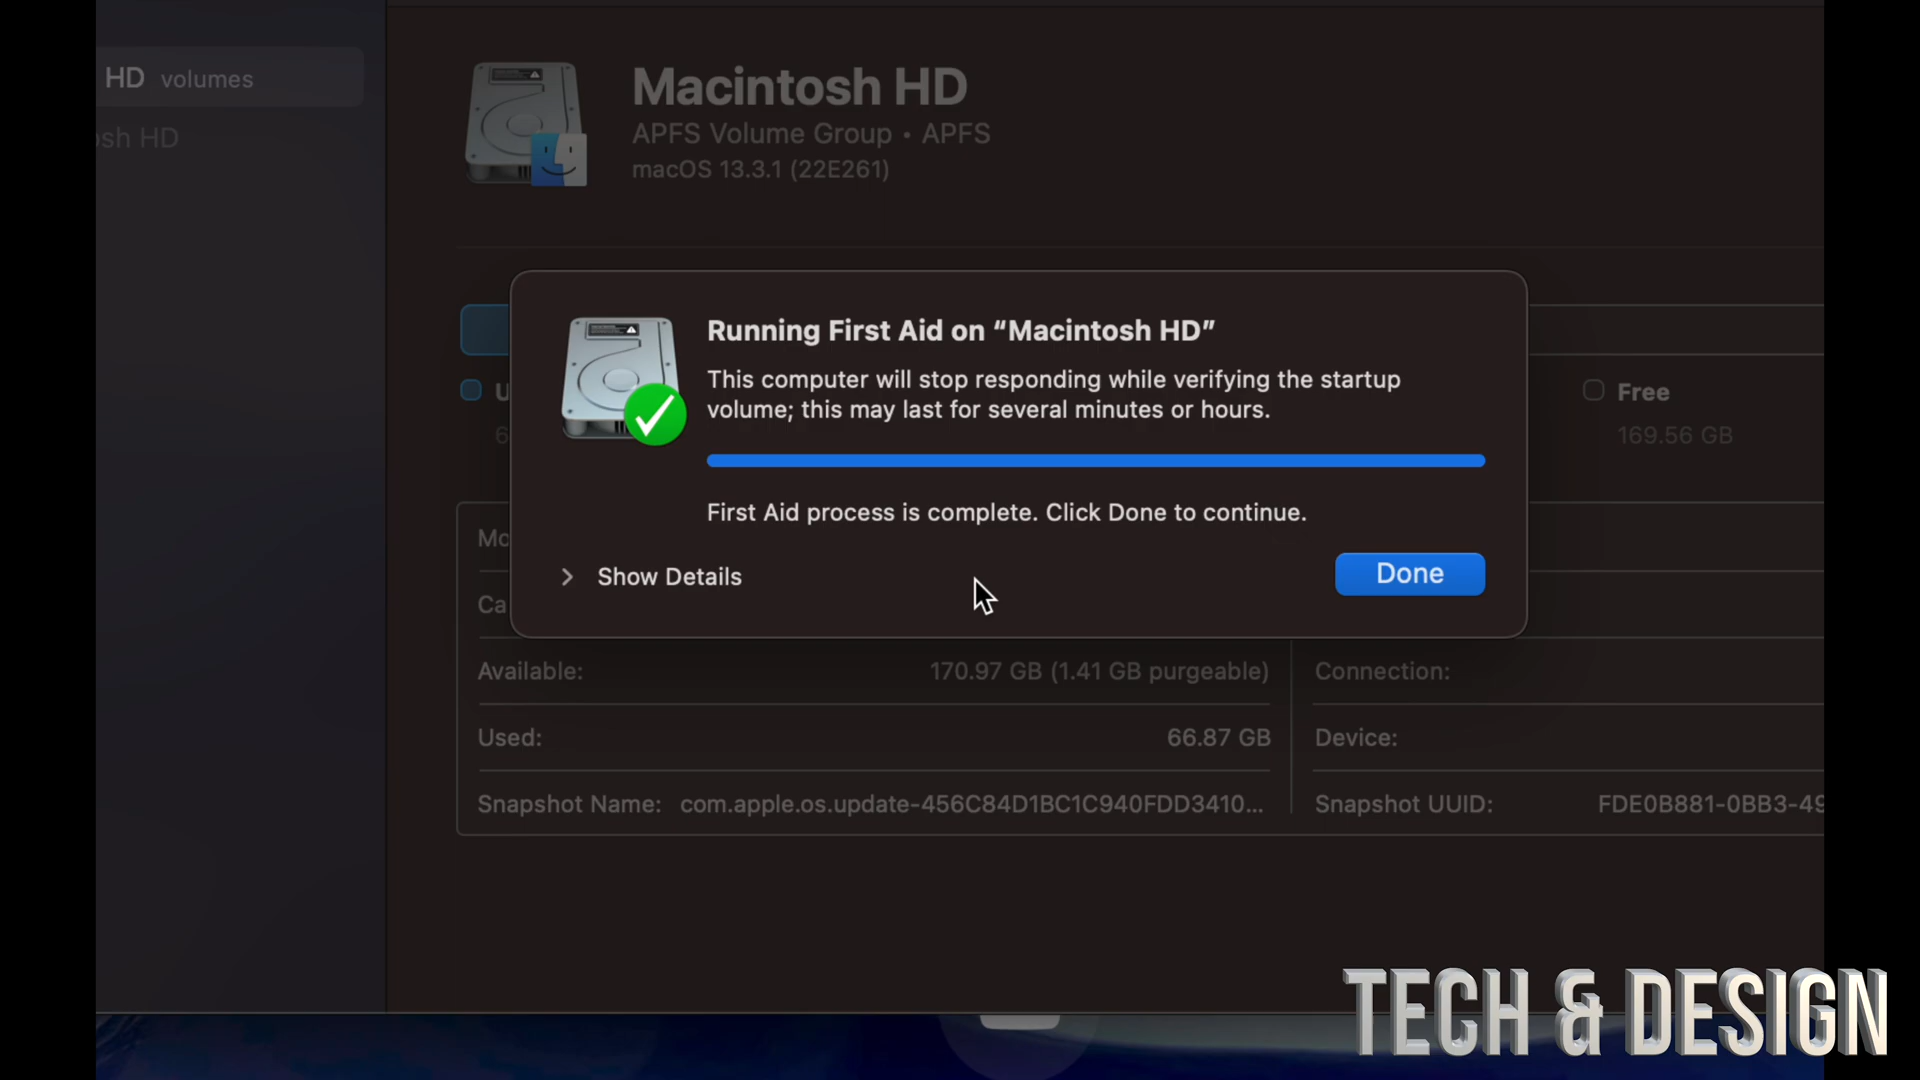 HD volumes
osh HD
Macintosh HD
APFS Volume Group • APFS
macOS 13.3.1 (22E261)
Running First Aid on “Macintosh HD”
This computer will stop responding while verifying the startup
volume; this may last for several minutes or hours.
First Aid process is complete. Click Done to continue.
Show Details
Done
Free
169.56 GB
Available: 170.97 GB (1.41 GB purgeable)
Connection:
Used: 66.87 GB
Device:
Snapshot Name: com.apple.os.update-456C84D1BC1C940FDD3410...
Snapshot UUID: FDE0B881-0BB3-49
TECH & DESIGN